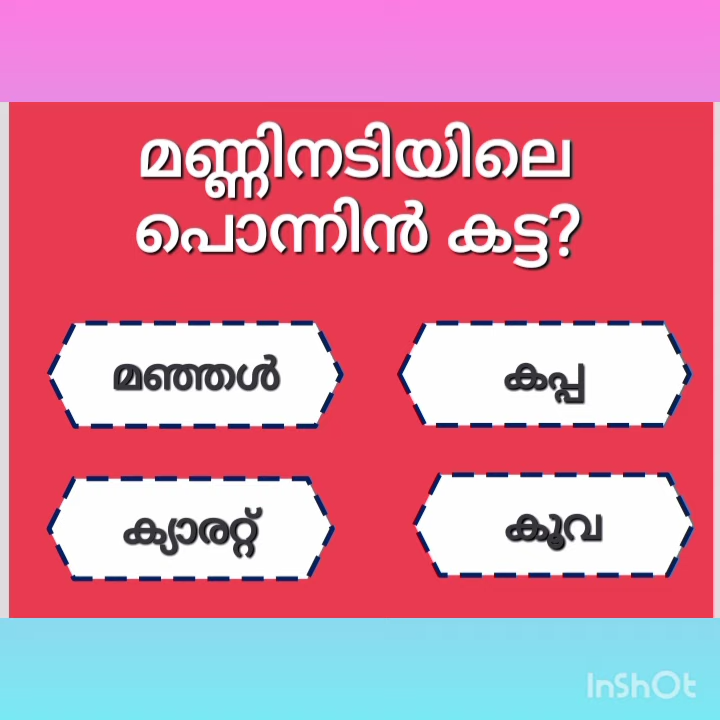 മണ്ണിനടിയിലെ
പൊന്നിൻ കട്ട?
മഞ്ഞൾ
കപ്പ
ക്യാരറ്റ്
കൂവ
InShOt